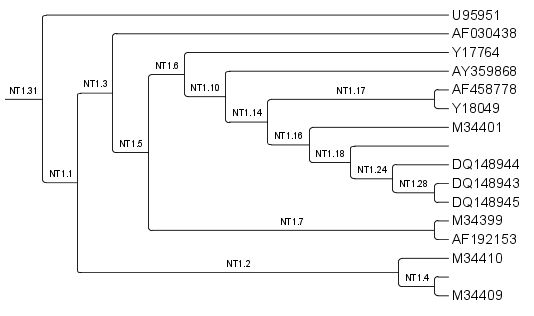 U95951
AF030438
Y17764
NT1.6
AY359868
NT1.3
NT1.10
NT1.31
NT1.17
AF458778
Y18049
NT1.14
M34401
NT1.16
NT1.5
NT1.18
DQ148944
NT1.24
NT1.1
NT1.28
DQ148943
DQ148945
NT1.7
M34399
AF192153
NT1.2
M34410
NT1.4
M34409